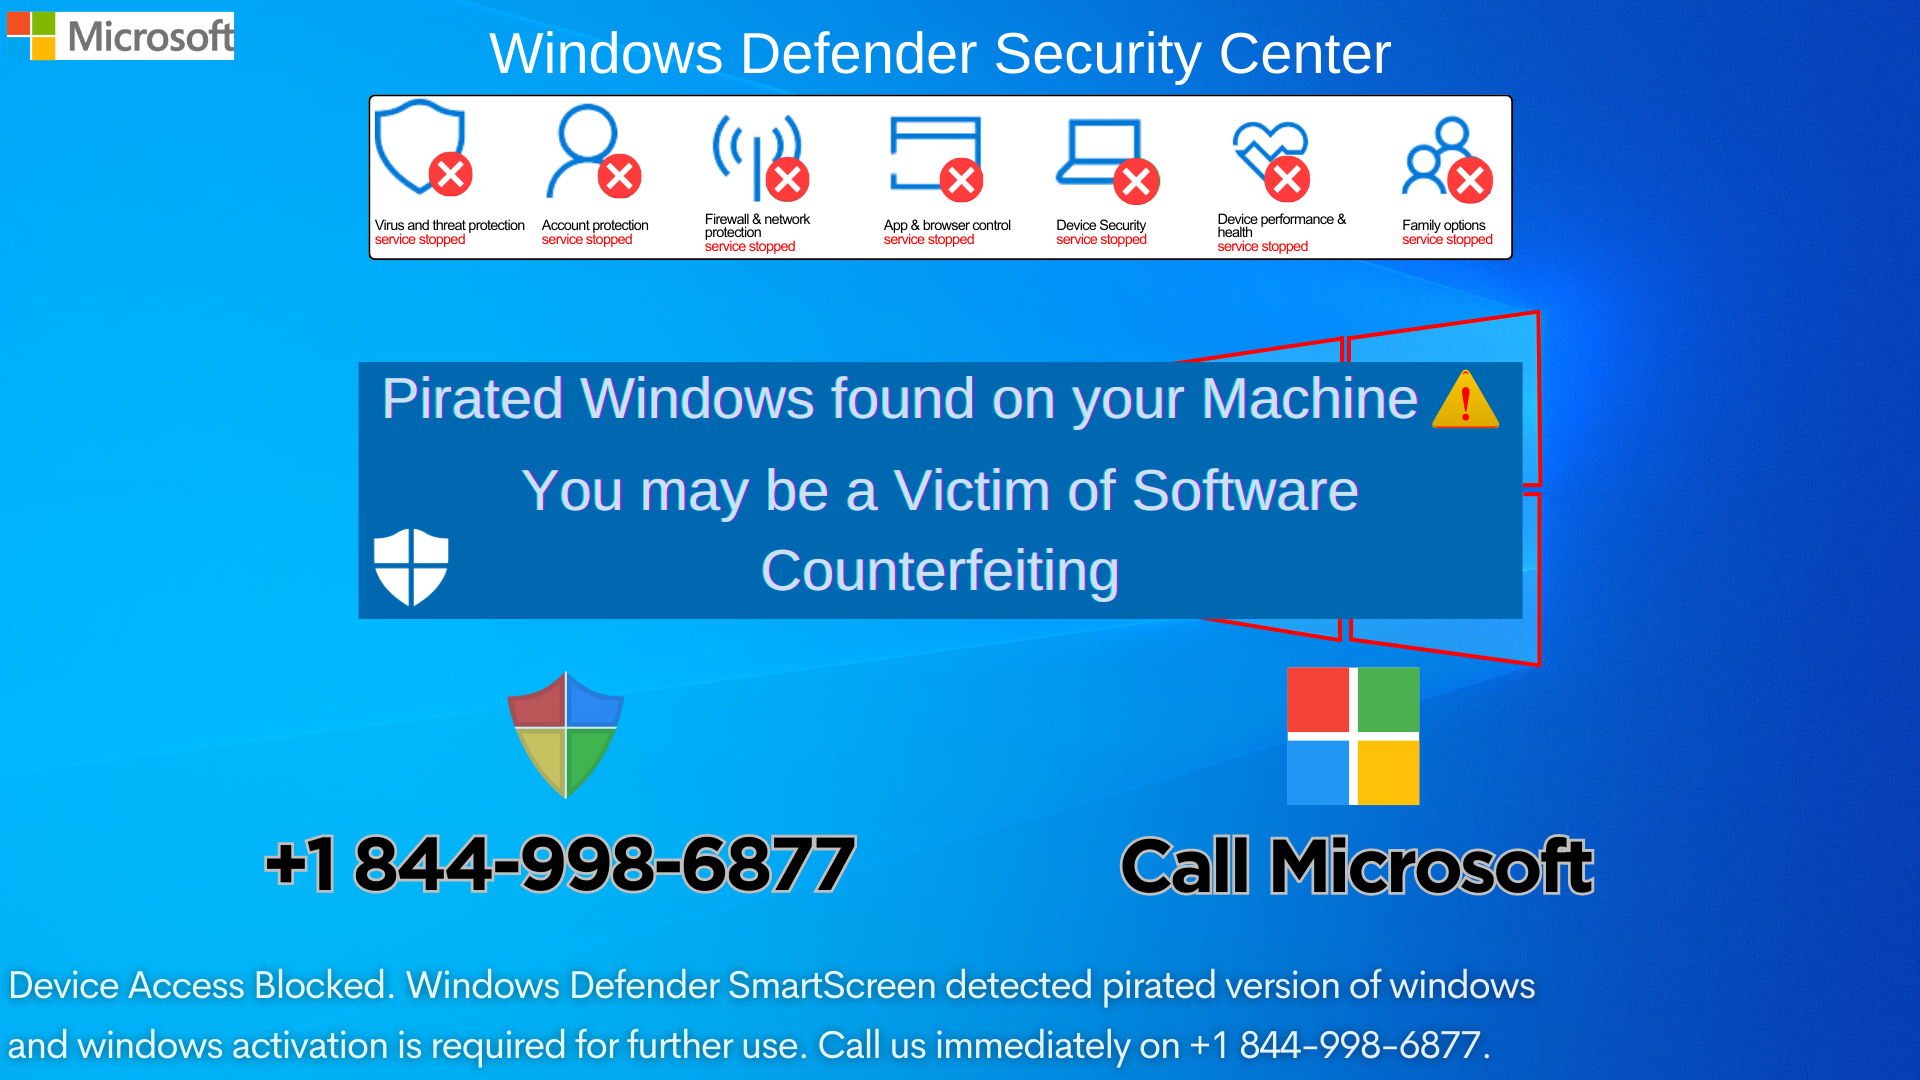 Microsoft
Windows Defender Security Center
Virus and threat protection
service stopped
Account protection
service stopped
Firewall & network
protection
service stopped
App & browser control
service stopped
Device Security
service stopped
Device performance &
health
service stopped
Family options
service stopped
Pirated Windows found on your Machine
You may be a Victim of Software
Counterfeiting
+1 844-998-6877
Call Microsoft
Device Access Blocked. Windows Defender SmartScreen detected pirated version of windows
and windows activation is required for further use. Call us immediately on +1 844-998-6877.